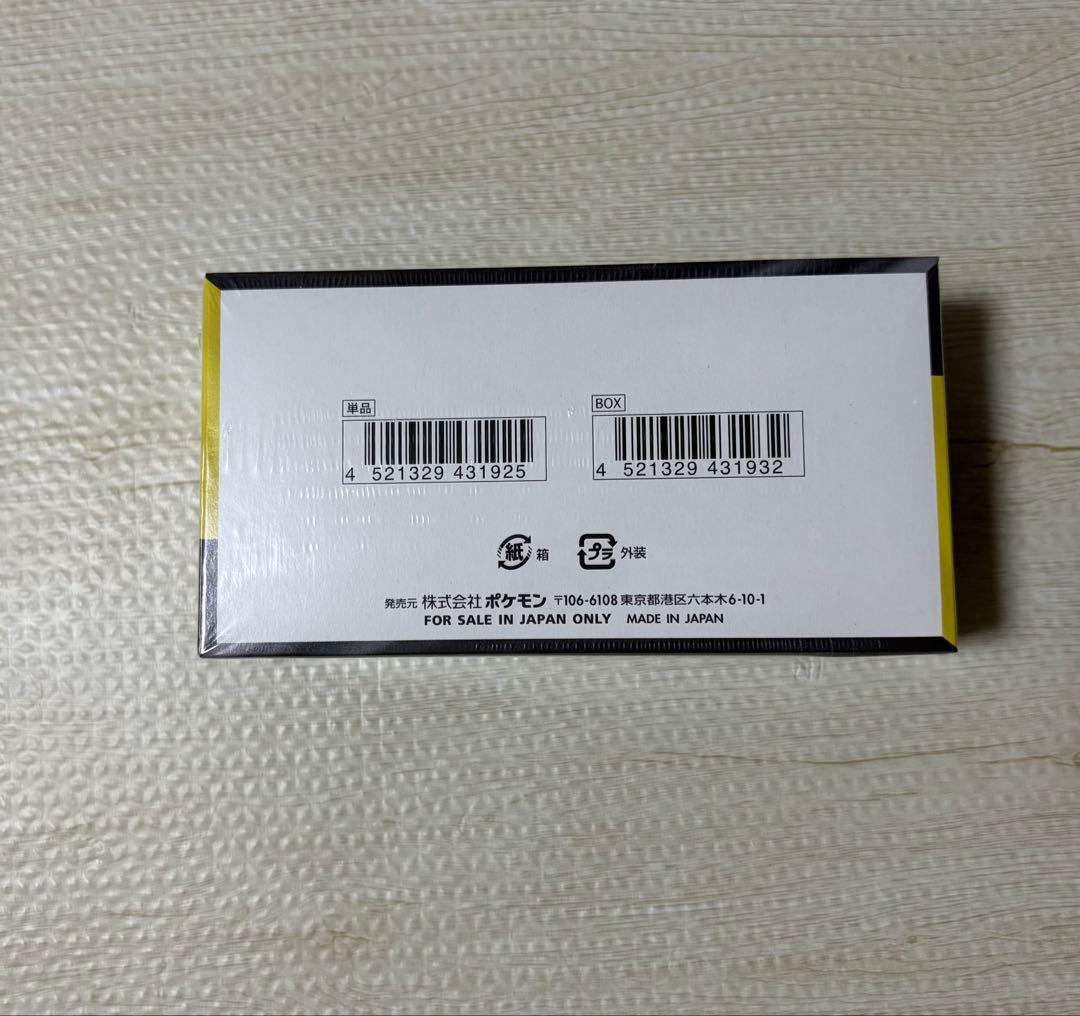 単品
4 521329 431925
BOX
4 521329 431932
紙 箱
プラ 外装
発売元 株式会社ポケモン 〒106-6108 東京都港区六本木6-10-1
FOR SALE IN JAPAN ONLY MADE IN JAPAN